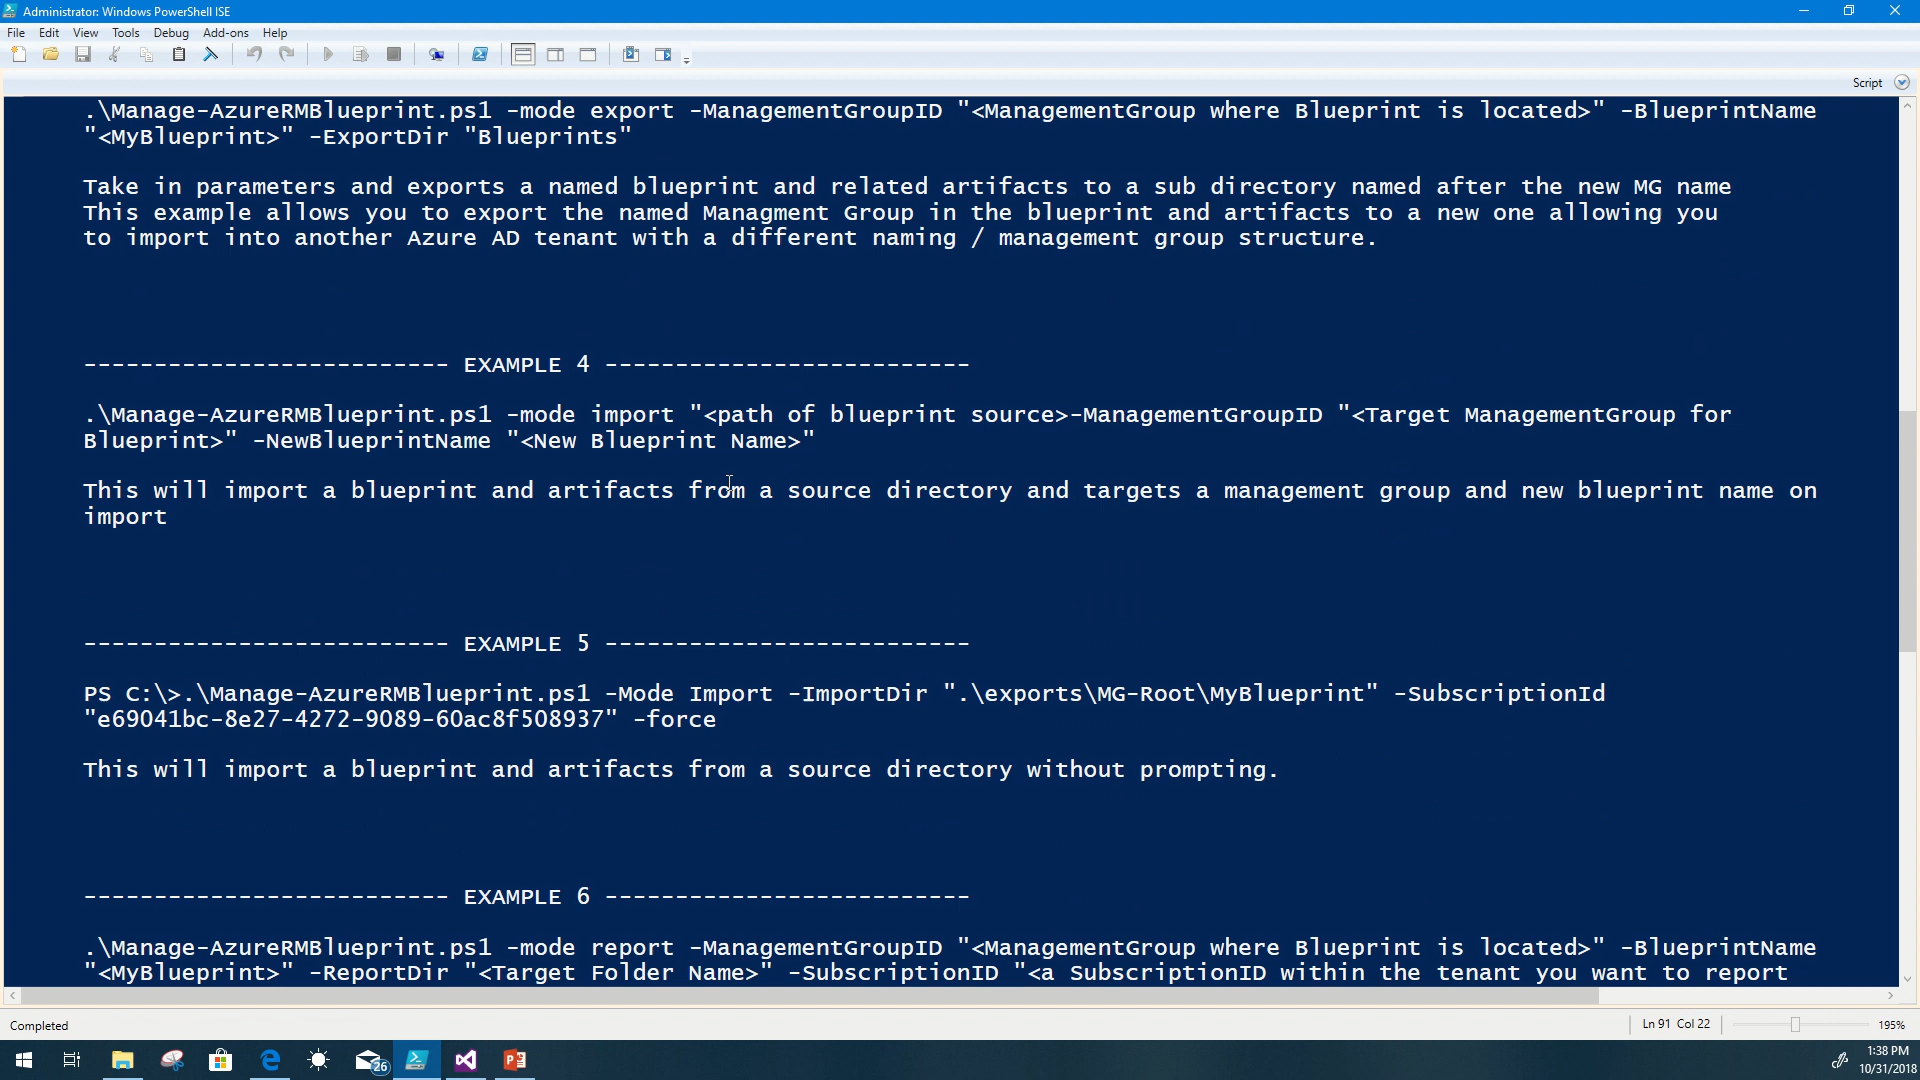 Administrator: Windows PowerShell ISE
File Edit View Tools Debug Add-ons Help
Script
.\Manage-AzureRMBlueprint.ps1 -mode export -ManagementGroupID "<ManagementGroup where Blueprint is located>" -BlueprintName
"<MyBlueprint>" -ExportDir "Blueprints"
Take in parameters and exports a named blueprint and related artifacts to a sub directory named after the new MG name
This example allows you to export the named Managment Group in the blueprint and artifacts to a new one allowing you
to import into another Azure AD tenant with a different naming / management group structure.
-------------------------- EXAMPLE 4 --------------------------
.\Manage-AzureRMBlueprint.ps1 -mode import "<path of blueprint source>-ManagementGroupID "<Target ManagementGroup for
Blueprint>" -NewBlueprintName "<New Blueprint Name>"
This will import a blueprint and artifacts from a source directory and targets a management group and new blueprint name on
import
-------------------------- EXAMPLE 5 --------------------------
PS C:\>.\Manage-AzureRMBlueprint.ps1 -Mode Import -ImportDir ".\exports\MG-Root\MyBlueprint" -SubscriptionId
"e69041bc-8e27-4272-9089-60ac8f508937" -force
This will import a blueprint and artifacts from a source directory without prompting.
-------------------------- EXAMPLE 6 --------------------------
.\Manage-AzureRMBlueprint.ps1 -mode report -ManagementGroupID "<ManagementGroup where Blueprint is located>" -BlueprintName
"<MyBlueprint>" -ReportDir "<Target Folder Name>" -SubscriptionID "<a SubscriptionID within the tenant you want to report
Completed
Ln 91 Col 22
195%
26
1:38 PM
10/31/2018